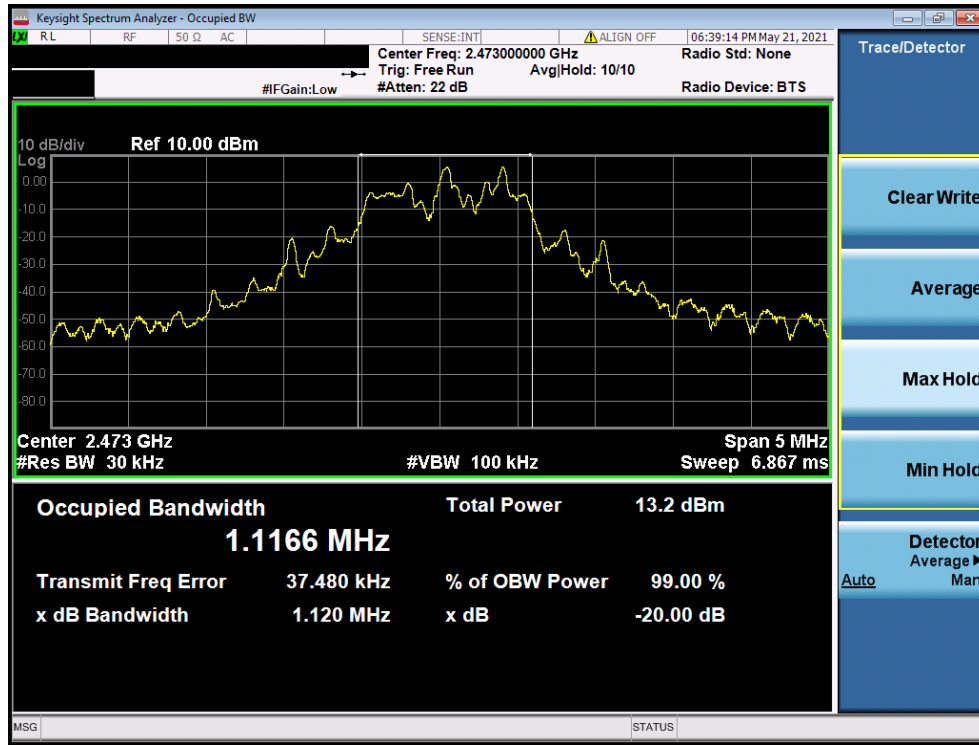 Keysight Spectrum Analyzer - Occupied BW
LXI RL RF 50 Ω AC SENSE:INT ALIGN OFF 06:39:14 PM May 21, 2021
Center Freq: 2.473000000 GHz Radio Std: None
Trig: Free Run Avg|Hold: 10/10
#IFGain:Low #Atten: 22 dB Radio Device: BTS
10 dB/div Ref 10.00 dBm
Log
0.00
-10.0
-20.0
-30.0
-40.0
-50.0
-60.0
-70.0
-80.0
Center 2.473 GHz Span 5 MHz
#Res BW 30 kHz #VBW 100 kHz Sweep 6.867 ms
Occupied Bandwidth Total Power 13.2 dBm
1.1166 MHz
Transmit Freq Error 37.480 kHz % of OBW Power 99.00 %
x dB Bandwidth 1.120 MHz x dB -20.00 dB
MSG STATUS
Trace/Detector
Clear Write
Average
Max Hold
Min Hold
Detector
Average
Auto Man